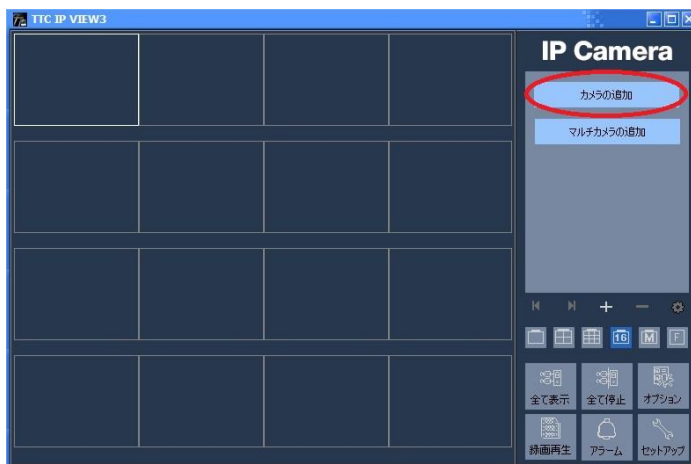 TTC IP VIEW3
IP Camera
カメラの追加
マルチカメラの追加
16 M F
全て表示 全て停止 オプション
録画再生 アラーム セットアップ